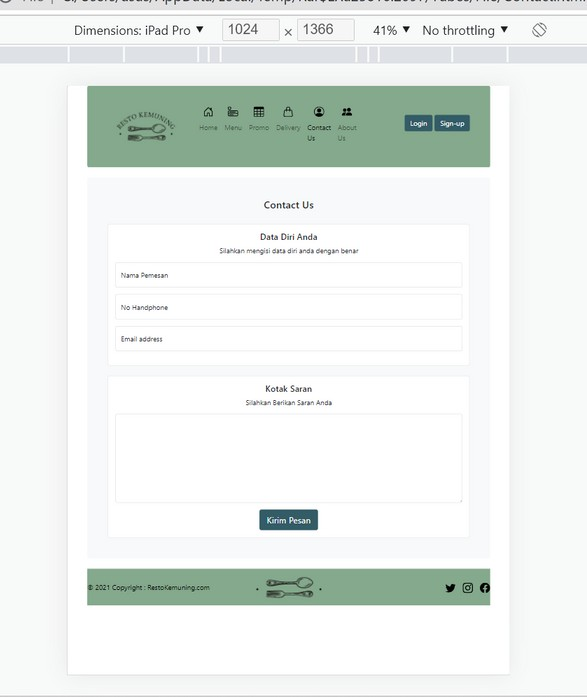 Dimensions: iPad Pro ▼ 1024 × 1366 41% ▼ No throttling ▼
RESTO KEMUNING
Home Menu Promo Delivery Contact Us About Us
Login Sign-up
Contact Us
Data Diri Anda
Silahkan mengisi data diri anda dengan benar
Nama Pemesan
No Handphone
Email address
Kotak Saran
Silahkan Berikan Saran Anda
Kirim Pesan
© 2021 Copyright : RestoKemuning.com